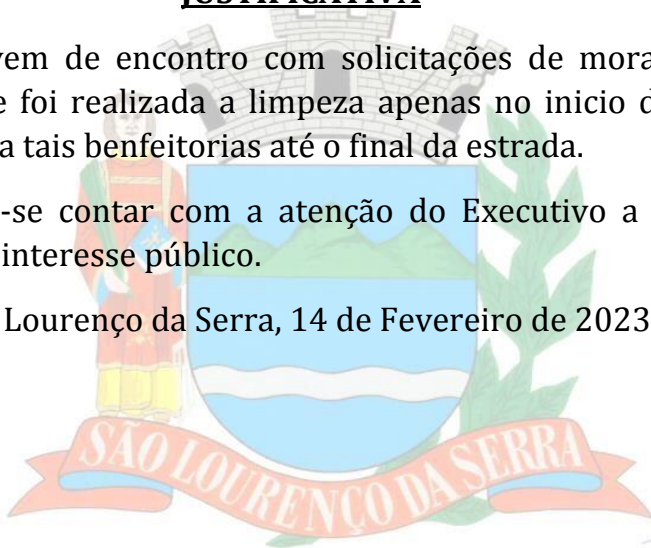 JUSTIFICATIVA
vem de encontro com solicitações de mora
e foi realizada a limpeza apenas no inicio d
a tais benfeitorias até o final da estrada.
-se contar com a atenção do Executivo a
interesse público.
Lourenço da Serra, 14 de Fevereiro de 2023
SÃO LOURENÇO DA SERRA